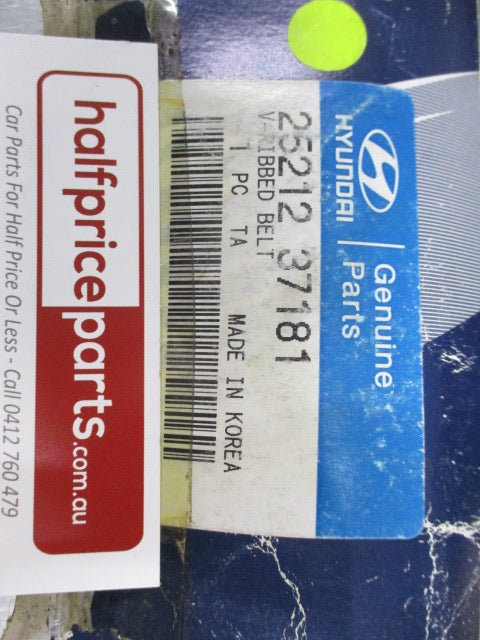 HYUNDAI
Genuine
Parts
25212 37181
V-RIBBED BELT
1 PC TA MADE IN KOREA
halfpriceparts.com.au
Car Parts For Half Price Or Less - Call 0412 760 479